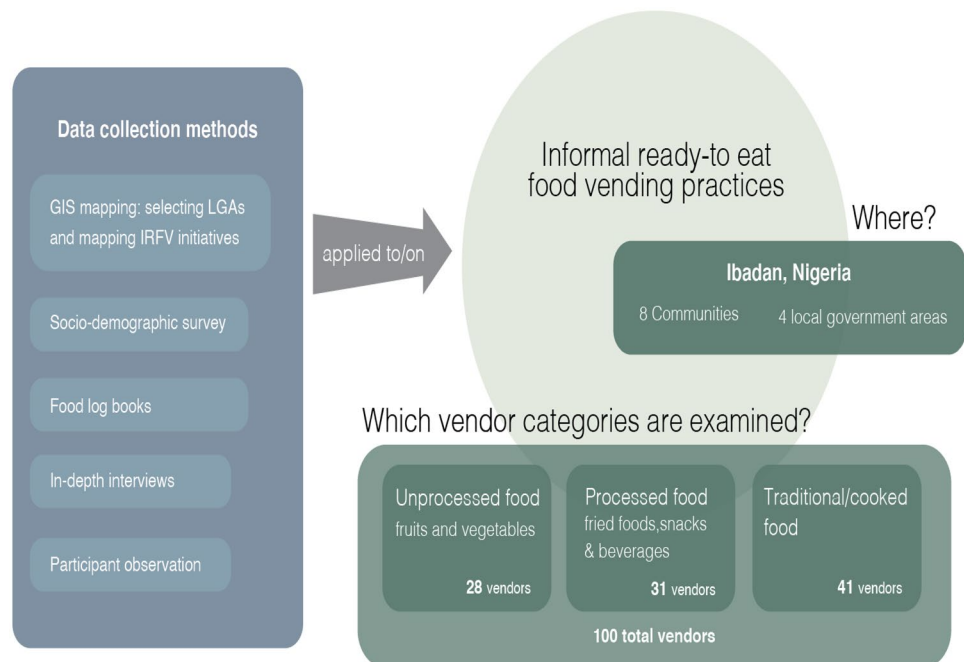 Data collection methods
GIS mapping: selecting LGAs
and mapping IRFV initiatives
Socio-demographic survey
Food log books
In-depth interviews
Participant observation
applied to/on
Informal ready-to eat
food vending practices
Where?
Ibadan, Nigeria
8 Communities
4 local government areas
Which vendor categories are examined?
Unprocessed food
fruits and vegetables
28 vendors
Processed food
fried foods,snacks
& beverages
31 vendors
Traditional/cooked
food
41 vendors
100 total vendors